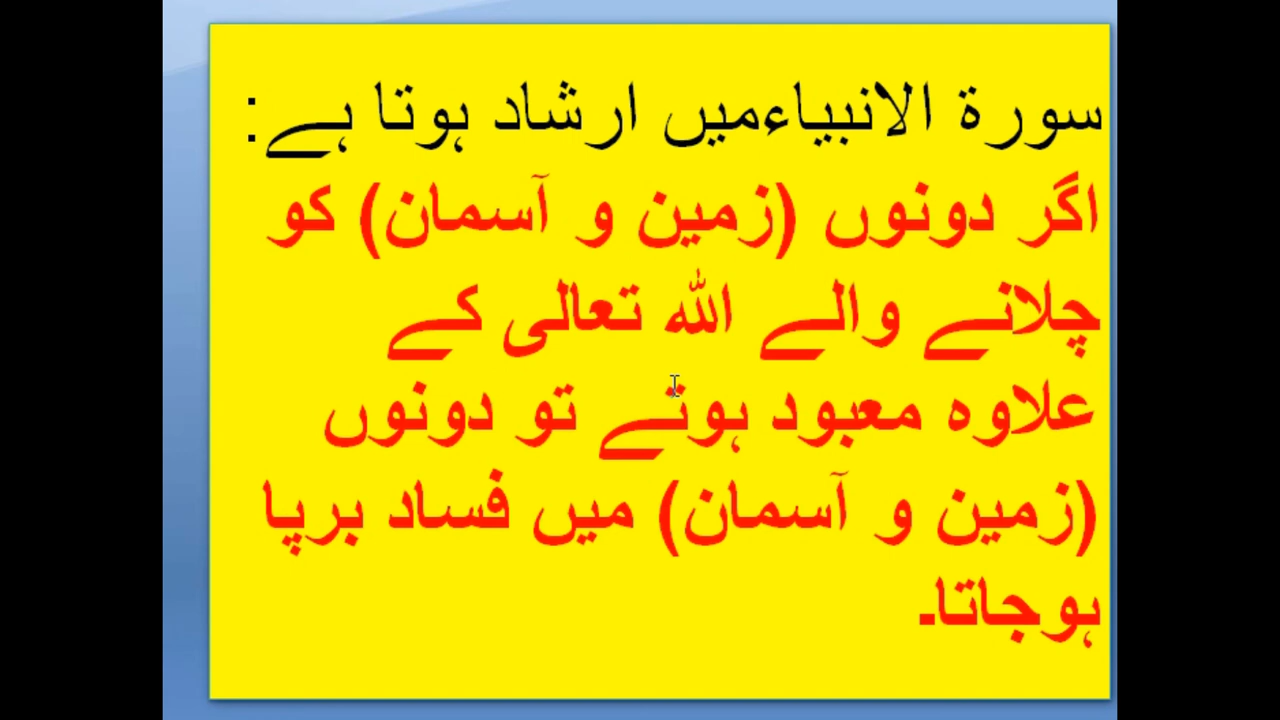 سورۃ الانبیاءمیں ارشاد ہوتا ہے:
اگر دونوں (زمین و آسمان) کو
چلانے والے اللہ تعالی کے
علاوہ معبود ہوتے تو دونوں
(زمین و آسمان) میں فساد برپا
ہوجاتا۔